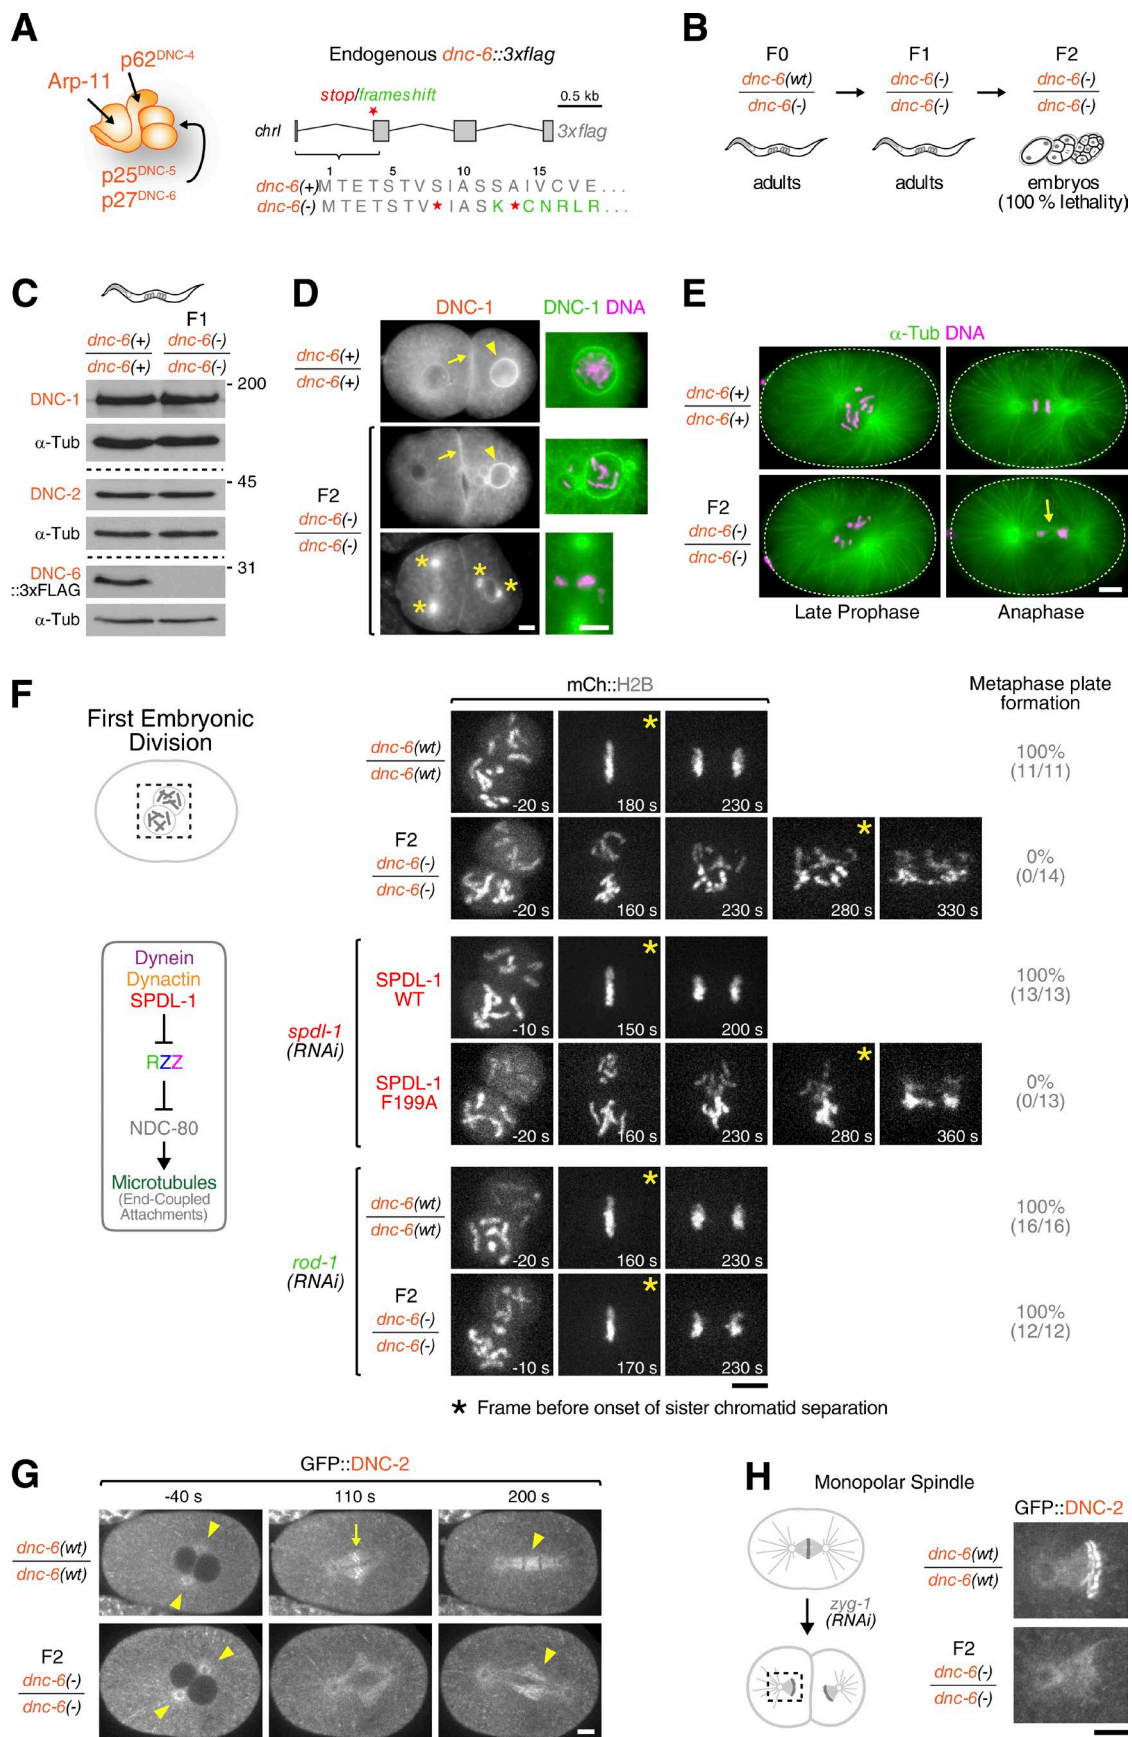 A
p62DNC-4
Arp-11
p25DNC-5
p27DNC-6
Endogenous dnc-6::3xflag
stop/frameshift
0.5 kb
chrI
3xflag
1 5 10 15
dnc-6(+) M T E T S T V S I A S S A I V C V E . . .
dnc-6(-) M T E T S T V ★ I A S K ★ C N R L R . . .
B
F0 F1 F2
dnc-6(wt) dnc-6(-) dnc-6(-)
dnc-6(-) dnc-6(-) dnc-6(-)
adults adults embryos
(100 % lethality)
C
F1
dnc-6(+) dnc-6(-)
dnc-6(+) dnc-6(-)
- 200
DNC-1
α-Tub
- 45
DNC-2
α-Tub
- 31
DNC-6
::3xFLAG
α-Tub
D
DNC-1 DNC-1 DNA
dnc-6(+)
dnc-6(+)
F2
dnc-6(-)
dnc-6(-)
E
α-Tub DNA
dnc-6(+)
dnc-6(+)
F2
dnc-6(-)
dnc-6(-)
Late Prophase Anaphase
F
First Embryonic
Division
mCh::H2B
Metaphase plate
formation
dnc-6(wt)
dnc-6(wt)
-20 s 180 s 230 s
100%
(11/11)
F2
dnc-6(-)
dnc-6(-)
-20 s 160 s 230 s 280 s 330 s
0%
(0/14)
Dynein
Dynactin
SPDL-1
RZZ
NDC-80
Microtubules
(End-Coupled
Attachments)
spdl-1
(RNAi)
SPDL-1
WT
-10 s 150 s 200 s
100%
(13/13)
SPDL-1
F199A
-20 s 160 s 230 s 280 s 360 s
0%
(0/13)
rod-1
(RNAi)
dnc-6(wt)
dnc-6(wt)
-20 s 160 s 230 s
100%
(16/16)
F2
dnc-6(-)
dnc-6(-)
-10 s 170 s 230 s
100%
(12/12)
* Frame before onset of sister chromatid separation
G
GFP::DNC-2
-40 s 110 s 200 s
dnc-6(wt)
dnc-6(wt)
F2
dnc-6(-)
dnc-6(-)
H
Monopolar Spindle
GFP::DNC-2
zyg-1
(RNAi)
dnc-6(wt)
dnc-6(wt)
F2
dnc-6(-)
dnc-6(-)